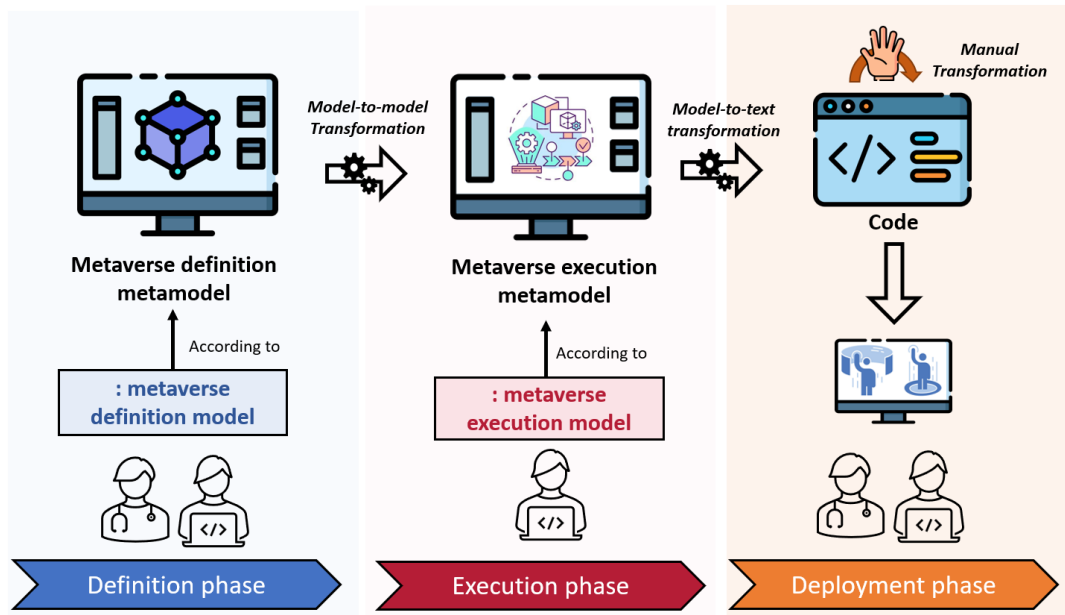 Model-to-model
Transformation
Metaverse definition
metamodel
According to
: metaverse
definition model
</>
Definition phase
Model-to-text
transformation
Metaverse execution
metamodel
According to
: metaverse
execution model
</>
Execution phase
Manual
Transformation
</>
Code
</>
Deployment phase